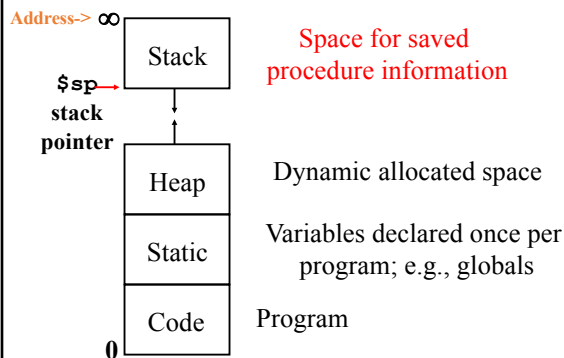 Address-> ∞
Stack
Space for saved
procedure information
$sp
stack
pointer
Heap
Dynamic allocated space
Static
Variables declared once per
program; e.g., globals
Code
Program
0